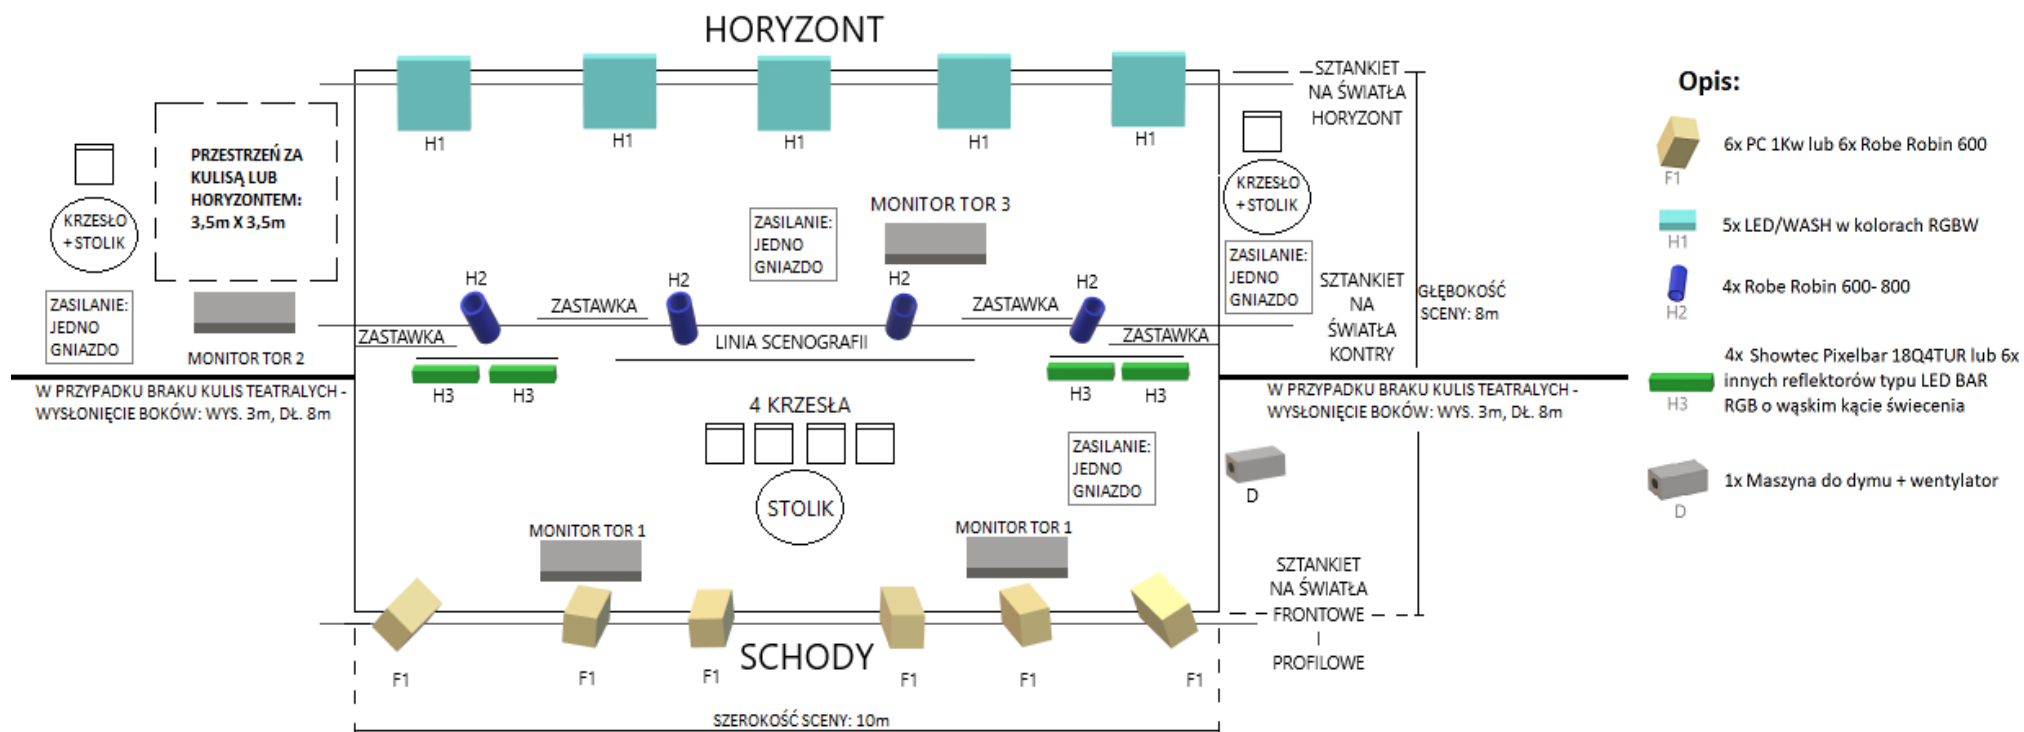 HORYZONT
H1
H1
H1
H1
H1
SZTANKIET
NA ŚWIATŁA
HORYZONT
PRZESTRZEŃ ZA
KULISĄ LUB
HORYZONTEM:
3,5m X 3,5m
KRZESŁO
+ STOLIK
ZASILANIE:
JEDNO
GNIAZDO
MONITOR TOR 2
ZASILANIE:
JEDNO
GNIAZDO
MONITOR TOR 3
KRZESŁO
+ STOLIK
ZASILANIE:
JEDNO
GNIAZDO
H2
H2
H2
H2
ZASTAWKA
ZASTAWKA
ZASTAWKA
ZASTAWKA
LINIA SCENOGRAFII
SZTANKIET
NA
ŚWIATŁA
KONTRY
GŁĘBOKOŚĆ
SCENY: 8m
H3
H3
H3
H3
W PRZYPADKU BRAKU KULIS TEATRALYCH -
WYSŁONIĘCIE BOKÓW: WYS. 3m, DŁ. 8m
W PRZYPADKU BRAKU KULIS TEATRALYCH -
WYSŁONIĘCIE BOKÓW: WYS. 3m, DŁ. 8m
4 KRZESŁA
STOLIK
ZASILANIE:
JEDNO
GNIAZDO
D
MONITOR TOR 1
MONITOR TOR 1
SZTANKIET
NA ŚWIATŁA
FRONTOWE
I
PROFILOWE
SCHODY
F1
F1
F1
F1
F1
F1
SZEROKOŚĆ SCENY: 10m
Opis:
6x PC 1Kw lub 6x Robe Robin 600
F1
5x LED/WASH w kolorach RGBW
H1
4x Robe Robin 600- 800
H2
4x Showtec Pixelbar 18Q4TUR lub 6x
innych reflektorów typu LED BAR
RGB o wąskim kącie świecenia
H3
1x Maszyna do dymu + wentylator
D